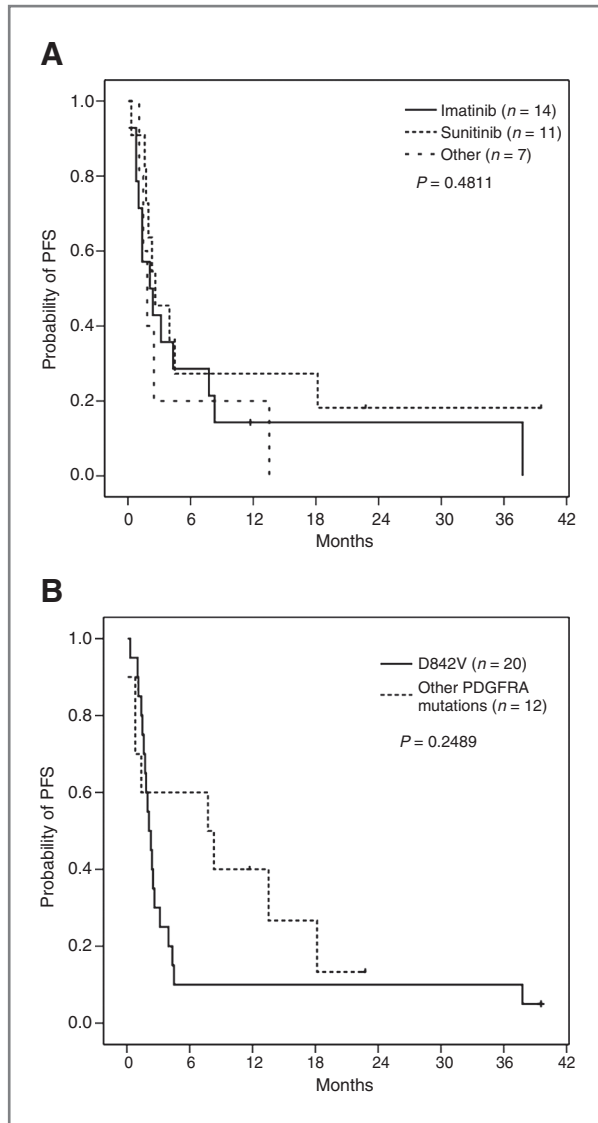 A
1.0
0.8
0.6
0.4
0.2
0.0
Probability of PFS
Imatinib (n = 14)
Sunitinib (n = 11)
Other (n = 7)
P = 0.4811
0 6 12 18 24 30 36 42
Months
B
1.0
0.8
0.6
0.4
0.2
0.0
Probability of PFS
D842V (n = 20)
Other PDGFRA
mutations (n = 12)
P = 0.2489
0 6 12 18 24 30 36 42
Months